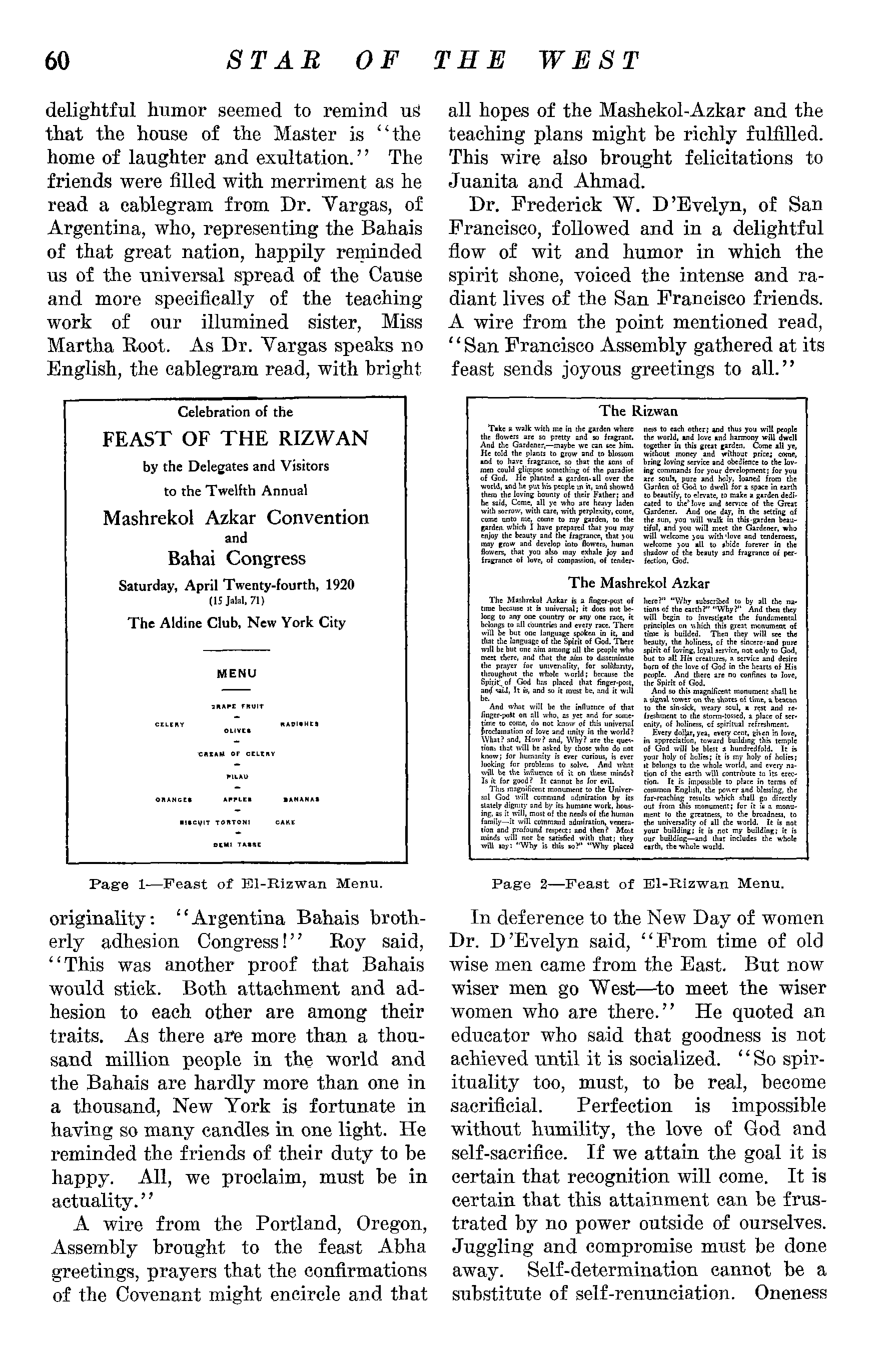 60
STAR OF THE WEST
delightful humor seemed to remind us
that the house of the Master is "the
home of laughter and exultation." The
friends were filled with merriment as he
read a cablegram from Dr. Vargas, of
Argentina, who, representing the Bahais
of that great nation, happily reminded
us of the universal spread of the Cause
and more specifically of the teaching
work of our illumined sister, Miss
Martha Root. As Dr. Vargas speaks no
English, the cablegram read, with bright
Celebration of the
FEAST OF THE RIZWAN
by the Delegates and Visitors
to the Twelfth Annual
Mashrekol Azkar Convention
and
Bahai Congress
Saturday, April Twenty-fourth, 1920
(15 Jalal, 71)
The Aldine Club, New York City
MENU
GRAPE FRUIT
CELERY RADISHES
OLIVES
CREAM OF CELERY
PILAU
ORANGES APPLES BANANAS
BISCUIT TORTONI CAKE
DEMI TASSE
Page 1—Feast of El-Rizwan Menu.
originality: "Argentina Bahais broth-
erly adhesion Congress!" Roy said,
"This was another proof that Bahais
would stick. Both attachment and ad-
hesion to each other are among their
traits. As there are more than a thou-
sand million people in the world and
the Bahais are hardly more than one in
a thousand, New York is fortunate in
having so many candles in one light. He
reminded the friends of their duty to be
happy. All, we proclaim, must be in
actuality."
A wire from the Portland, Oregon,
Assembly brought to the feast Abha
greetings, prayers that the confirmations
of the Covenant might encircle and that
all hopes of the Mashekol-Azkar and the
teaching plans might be richly fulfilled.
This wire also brought felicitations to
Juanita and Ahmad.
Dr. Frederick W. D'Evelyn, of San
Francisco, followed and in a delightful
flow of wit and humor in which the
spirit shone, voiced the intense and ra-
diant lives of the San Francisco friends.
A wire from the point mentioned read,
"San Francisco Assembly gathered at its
feast sends joyous greetings to all."
The Rizwan
Take a walk with me in the garden where
the flowers are so pretty and so fragrant.
And the Gardener,—maybe we can see him.
He told the plants to grow and to blossom
and to have fragrance, so that the sons of
men could glimpse something of the paradise
of God. He planted a garden all over the
world, and he put his people in it, and showed
them the loving bounty of their Father; and
he said, Come, all ye who are heavy laden
with sorrow, with care, with perplexity, come,
come unto me, come to my garden, to the
garden which I have prepared that you may
enjoy the beauty and the fragrance, that you
may grow and develop into flowers, human
flowers, that you also may exhale joy and
fragrance of love, of compassion, of tender-
ness to each other; and thus you will people
the world, and love and harmony will dwell
together in this great garden. Come all ye,
without money and without price; come,
bring loving service and obedience to the lov-
ing commands for your development; for you
are souls, pure and holy, loaned from the
Garden of God to dwell for a space in earth
to beautify, to elevate, to make a garden dedi-
cated to the love and service of the Great
Gardener. And one day, in the setting of
the sun, you will walk in this garden beau-
tiful, and you will meet the Gardener, who
will welcome you with love and tenderness,
welcome you all to abide forever in the
shadow of the beauty and fragrance of per-
fection, God.
The Mashrekol Azkar
The Mashrekol Azkar is a finger-post of
time because it is universal; it does not be-
long to any one country or any one race, it
belongs to all countries and every race. There
will be but one language spoken in it, and
that the language of the Spirit of God. There
will be but one aim among all the people who
meet there, and that the aim to disseminate
the prayer for universality, for solidarity,
throughout the whole world; because the
Spirit of God has placed that finger-post,
and said, It is, and so it must be, and it will
be.
And what will be the influence of that
finger-post on all who, as yet and for some-
time to come, do not know of this universal
proclamation of love and unity in the world?
What? and, How? and, Why? are the ques-
tions that will be asked by those who do not
know; for humanity is ever curious, is ever
looking for problems to solve. And what
will be the influence of it on these minds?
Is it for good? It cannot be for evil.
This magnificent monument to the Univer-
sal God will command admiration by its
stately dignity and by its humane work, hous-
ing, as it will, most of the needs of the human
family—it will command admiration, venera-
tion and profound respect: and then? Most
minds will not be satisfied with that; they
will say: "Why is this so?" "Why placed
here?" "Why subscribed to by all the na-
tions of the earth?" "Why?" And then they
will begin to investigate the fundamental
principles on which this great monument of
time is builded. Then they will see the
beauty, the holiness, of the sincere and pure
spirit of loving, loyal service, not only to God,
but to all His creatures, a service and desire
born of the love of God in the hearts of His
people. And there are no confines to love,
the Spirit of God.
And so this magnificent monument shall be
a signal tower on the shores of time, a beacon
to the sin-sick, weary soul, a rest and re-
freshment to the storm-tossed, a place of ser-
enity, of holiness, of spiritual refreshment.
Every dollar, yea, every cent, given in love,
in appreciation, toward building this temple
of God will be blest a hundredfold. It is
your holy of holies; it is my holy of holies;
it belongs to the whole world, and every na-
tion of the earth will contribute to its erec-
tion. It is impossible to place in terms of
common English, the power and blessing, the
far-reaching results which shall go directly
out from this monument; for it is a monu-
ment to the greatness, to the broadness, to
the universality of all the world. It is not
your building; it is not my building; it is
our building—and that includes the whole
earth, the whole world.
Page 2—Feast of El-Rizwan Menu.
In deference to the New Day of women
Dr. D'Evelyn said, "From time of old
wise men came from the East. But now
wiser men go West—to meet the wiser
women who are there." He quoted an
educator who said that goodness is not
achieved until it is socialized. "So spir-
ituality too, must, to be real, become
sacrificial. Perfection is impossible
without humility, the love of God and
self-sacrifice. If we attain the goal it is
certain that recognition will come. It is
certain that this attainment can be frus-
trated by no power outside of ourselves.
Juggling and compromise must be done
away. Self-determination cannot be a
substitute of self-renunciation. Oneness